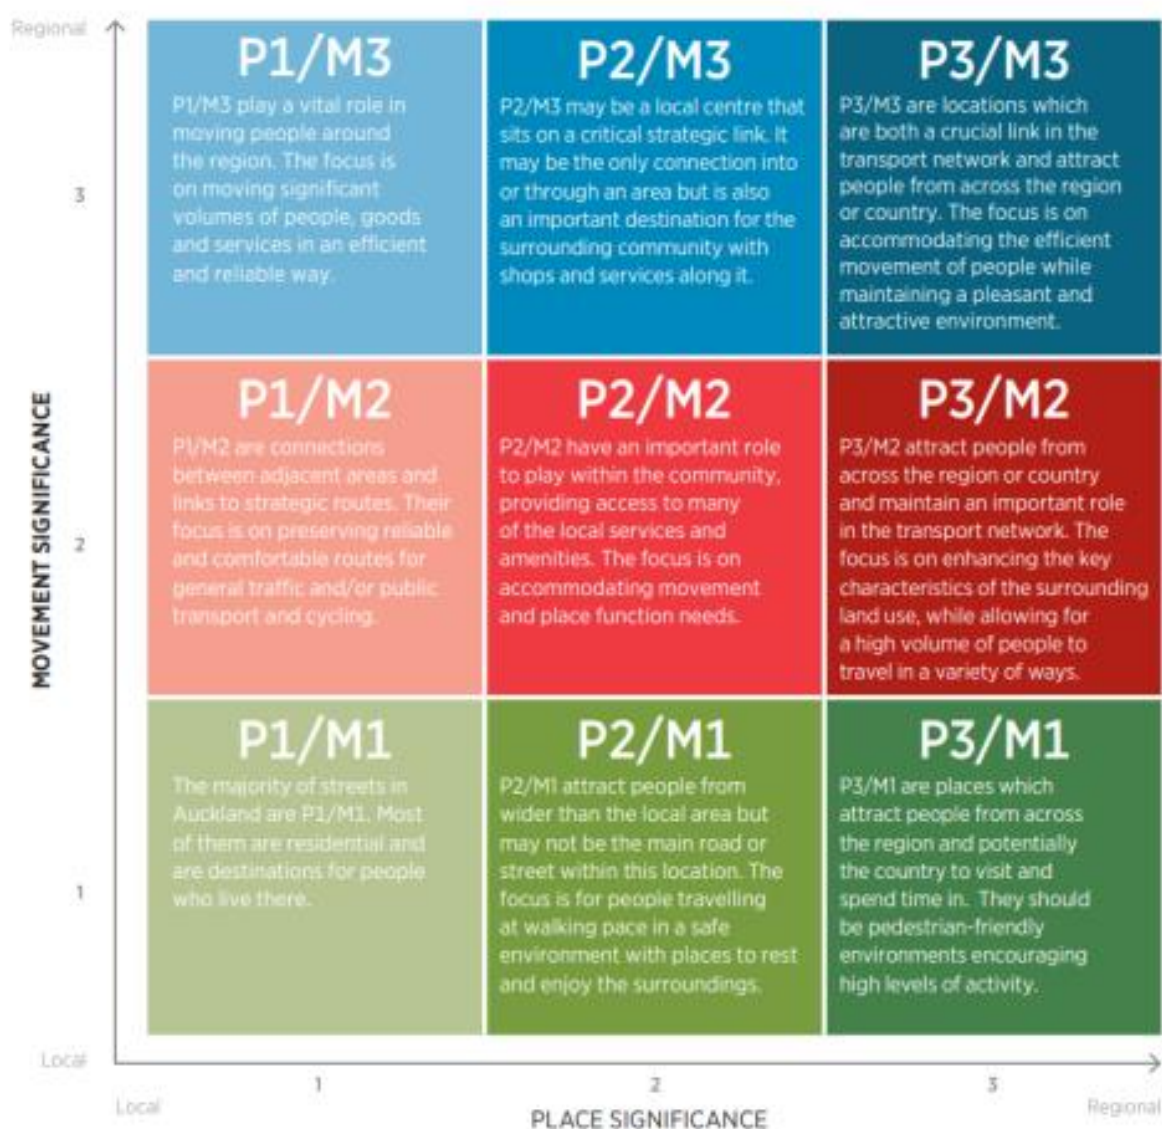 Regional
P1/M3
P1/M3 play a vital role in
moving people around
the region. The focus is
on moving significant
volumes of people, goods
and services in an efficient
and reliable way.
P2/M3
P2/M3 may be a local centre that
sits on a critical strategic link. It
may be the only connection into
or through an area but is also
an important destination for the
surrounding community with
shops and services along it.
P3/M3
P3/M3 are locations which
are both a crucial link in the
transport network and attract
people from across the region
or country. The focus is on
accommodating the efficient
movement of people while
maintaining a pleasant and
attractive environment.
3
MOVEMENT SIGNIFICANCE
P1/M2
P1/M2 are connections
between adjacent areas and
links to strategic routes. Their
focus is on preserving reliable
and comfortable routes for
general traffic and/or public
transport and cycling.
P2/M2
P2/M2 have an important role
to play within the community,
providing access to many
of the local services and
amenities. The focus is on
accommodating movement
and place function needs.
P3/M2
P3/M2 attract people from
across the region or country
and maintain an important role
in the transport network. The
focus is on enhancing the key
characteristics of the surrounding
land use, while allowing for
a high volume of people to
travel in a variety of ways.
2
P1/M1
The majority of streets in
Auckland are P1/M1. Most
of them are residential and
are destinations for people
who live there.
P2/M1
P2/M1 attract people from
wider than the local area but
may not be the main road or
street within this location. The
focus is for people travelling
at walking pace in a safe
environment with places to rest
and enjoy the surroundings.
P3/M1
P3/M1 are places which
attract people from across
the region and potentially
the country to visit and
spend time in. They should
be pedestrian-friendly
environments encouraging
high levels of activity.
1
Local
1
2
3
Local
PLACE SIGNIFICANCE
Regional